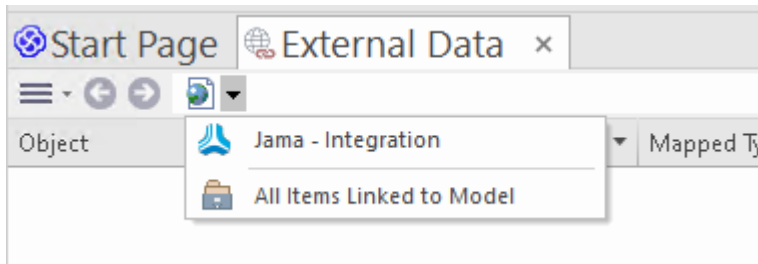 Start Page External Data ×
Object Mapped Ty
Jama - Integration
All Items Linked to Model